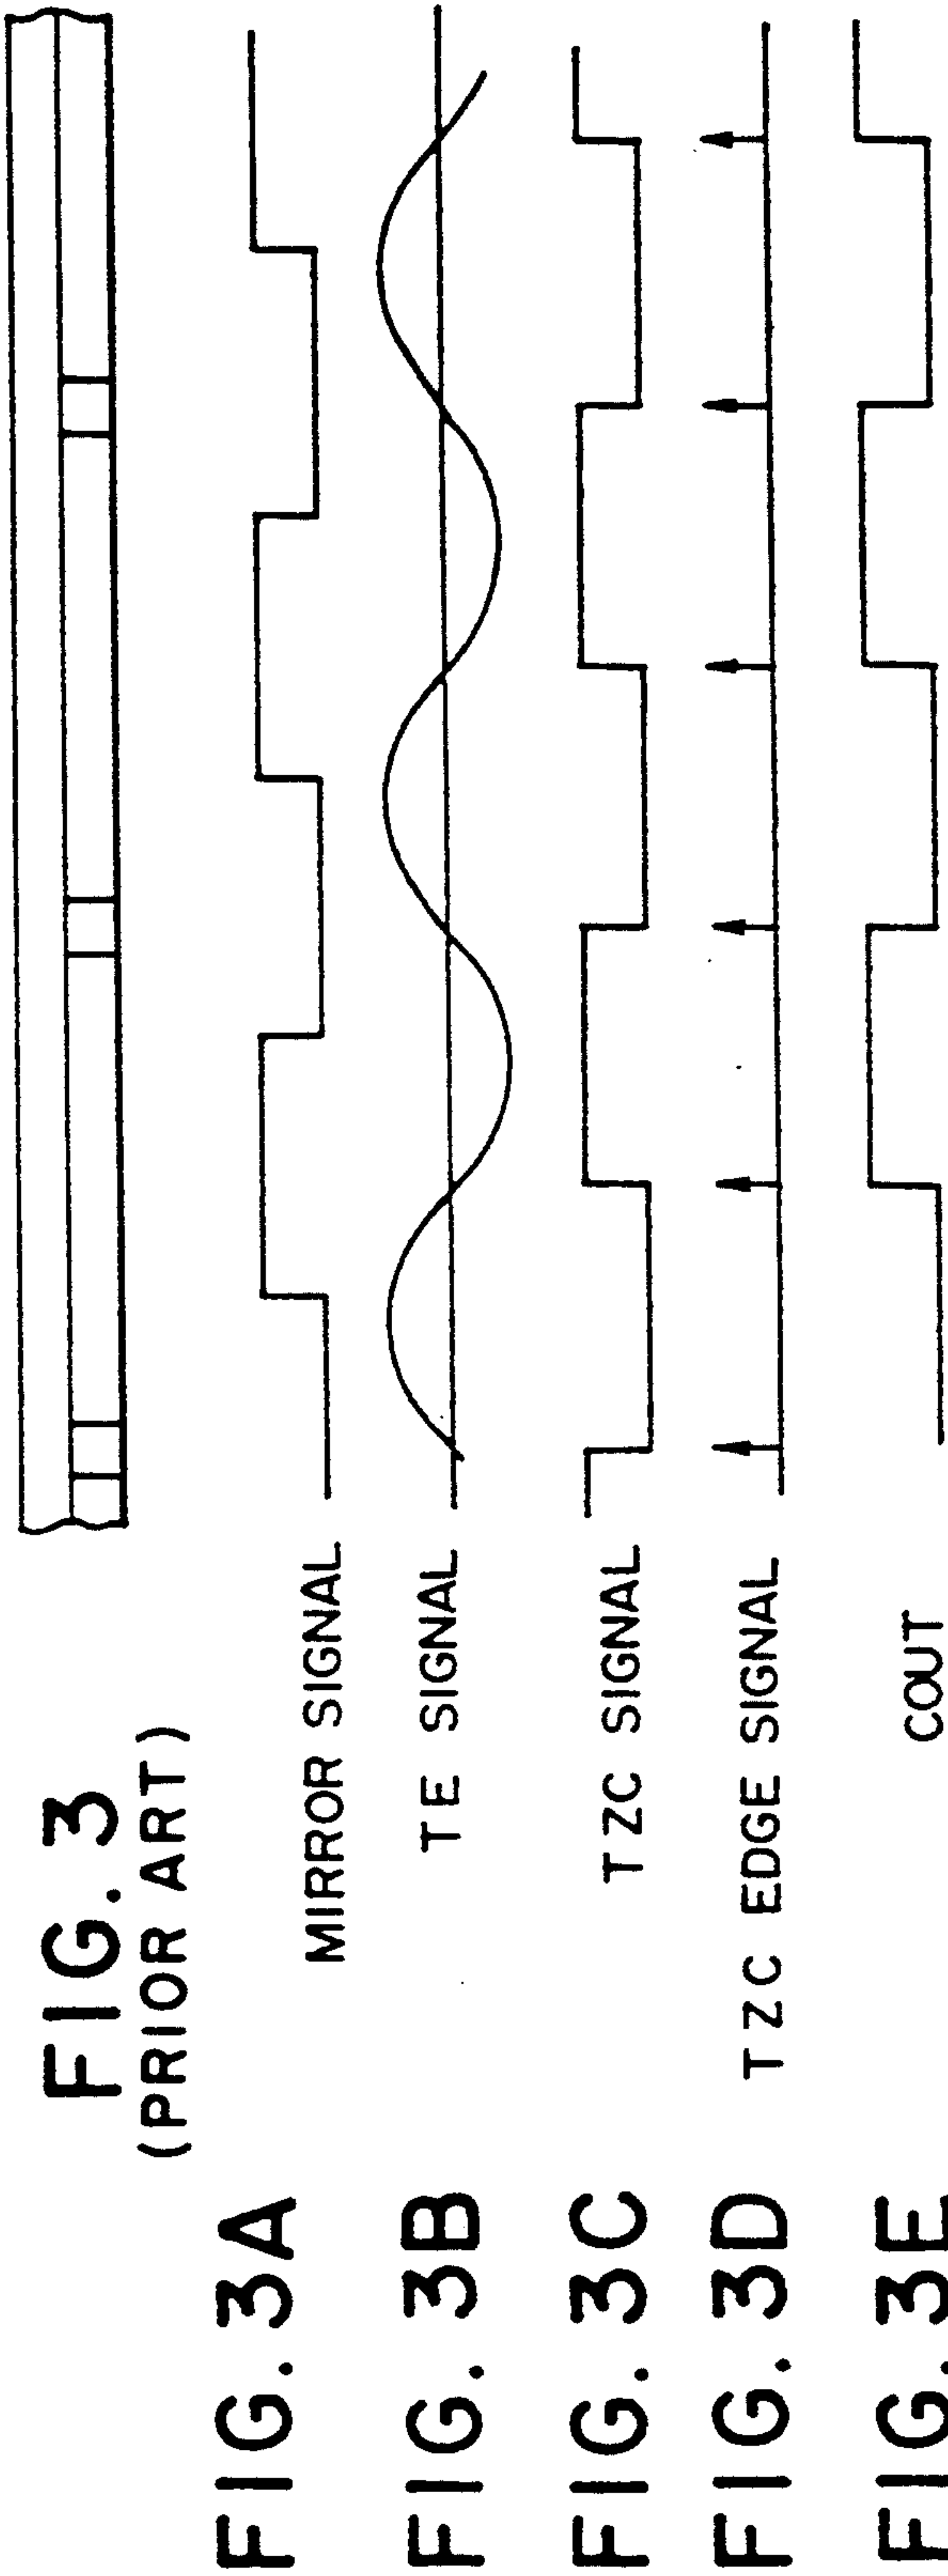 FIG. 3
(PRIOR ART)
FIG. 3A
MIRROR SIGNAL
FIG. 3B
TE SIGNAL
FIG. 3C
TZC SIGNAL
FIG. 3D
TZC EDGE SIGNAL
FIG. 3E
COUT